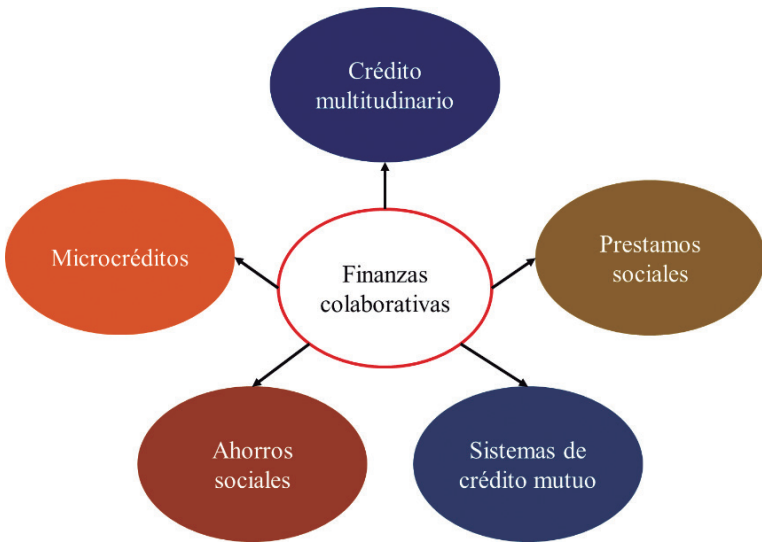 Crédito
multitudinario
Microcréditos
Prestamos
sociales
Finanzas
colaborativas
Ahorros
sociales
Sistemas de
crédito mutuo